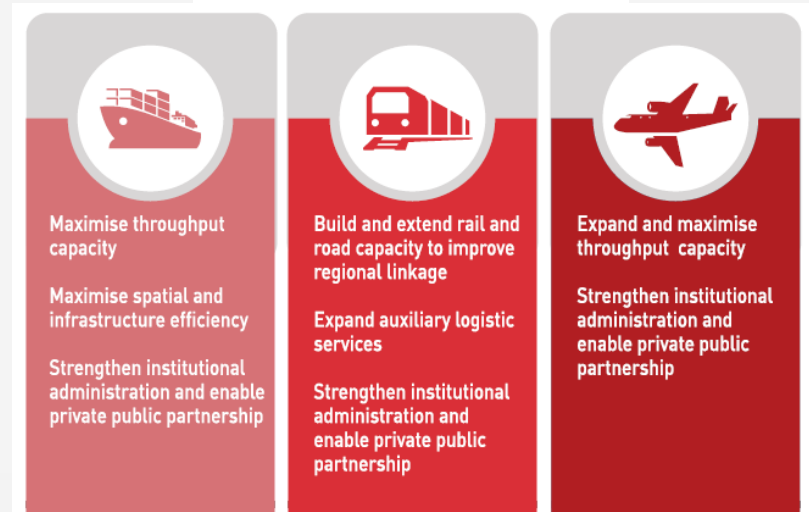 Maximise throughput
capacity
Maximise spatial and
infrastructure efficiency
Strengthen institutional
administration and enable
private public partnership
Build and extend rail and
road capacity to improve
regional linkage
Expand auxiliary logistic
services
Strengthen institutional
administration and
enable private public
partnership
Expand and maximise
throughput capacity
Strengthen institutional
administration and
enable private public
partnership